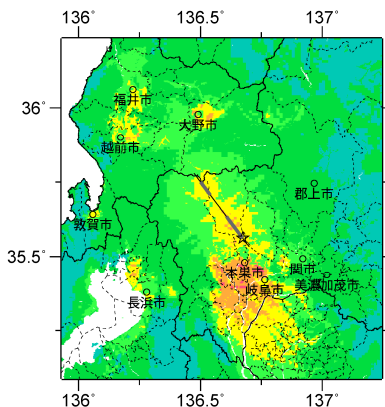 136˚ 136.5˚ 137˚
36˚
35.5˚
福井市
大野市
越前市
郡上市
敦賀市
本巣市
関市
岐阜市
美濃加茂市
長浜市
136˚ 136.5˚ 137˚